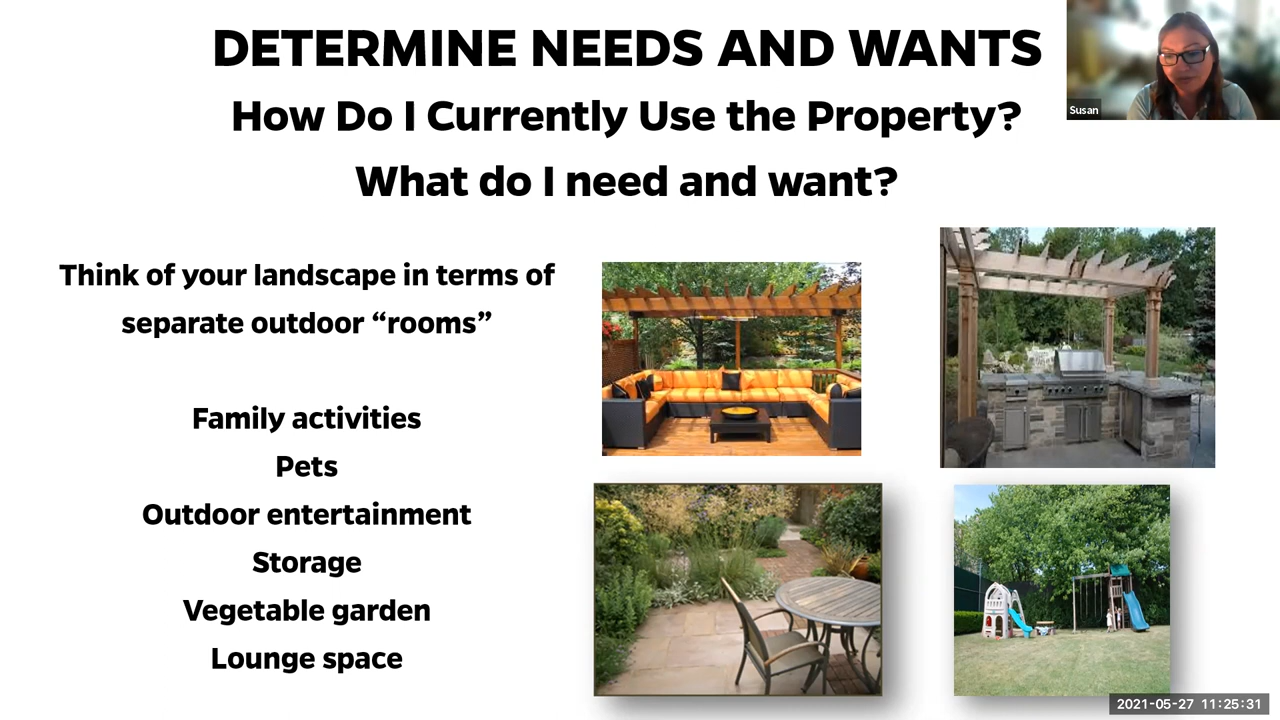 DETERMINE NEEDS AND WANTS
How Do I Currently Use the Property?
What do I need and want?
Susan
Think of your landscape in terms of
separate outdoor “rooms”
Family activities
Pets
Outdoor entertainment
Storage
Vegetable garden
Lounge space
2021-05-27 11:25:31